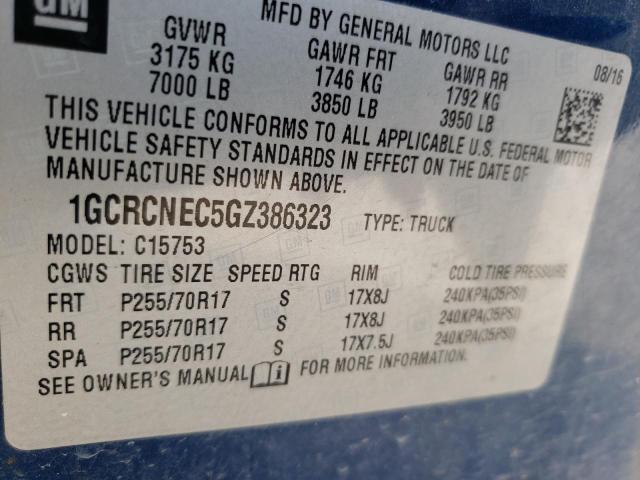 GM
MFD BY GENERAL MOTORS LLC
GVWR GAWR FRT GAWR RR 08/16
3175 KG 1746 KG 1792 KG
7000 LB 3850 LB 3950 LB
THIS VEHICLE CONFORMS TO ALL APPLICABLE U.S. FEDERAL MOTOR
VEHICLE SAFETY STANDARDS IN EFFECT ON THE DATE OF
MANUFACTURE SHOWN ABOVE.
1GCRCNEC5GZ386323 TYPE: TRUCK
MODEL: C15753
CGWS TIRE SIZE SPEED RTG RIM COLD TIRE PRESSURE
FRT P255/70R17 S 17X8J 240KPA(35PSI)
RR P255/70R17 S 17X8J 240KPA(35PSI)
SPA P255/70R17 S 17X7.5J 240KPA(35PSI)
SEE OWNER'S MANUAL FOR MORE INFORMATION.